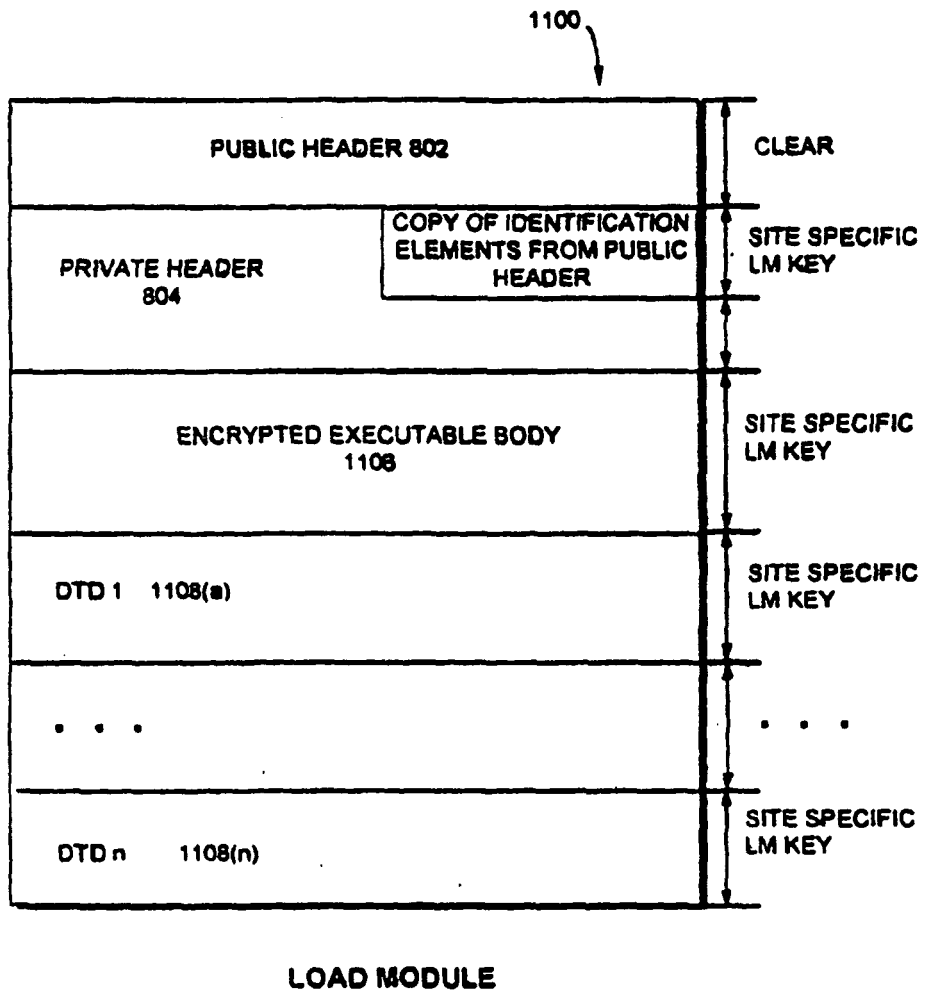 1100
PUBLIC HEADER 802
CLEAR
COPY OF IDENTIFICATION
ELEMENTS FROM PUBLIC
HEADER
SITE SPECIFIC
LM KEY
PRIVATE HEADER
804
ENCRYPTED EXECUTABLE BODY
1108
SITE SPECIFIC
LM KEY
DTD 1 1108(a)
SITE SPECIFIC
LM KEY
. . .
. . .
DTD n 1108(n)
SITE SPECIFIC
LM KEY
LOAD MODULE